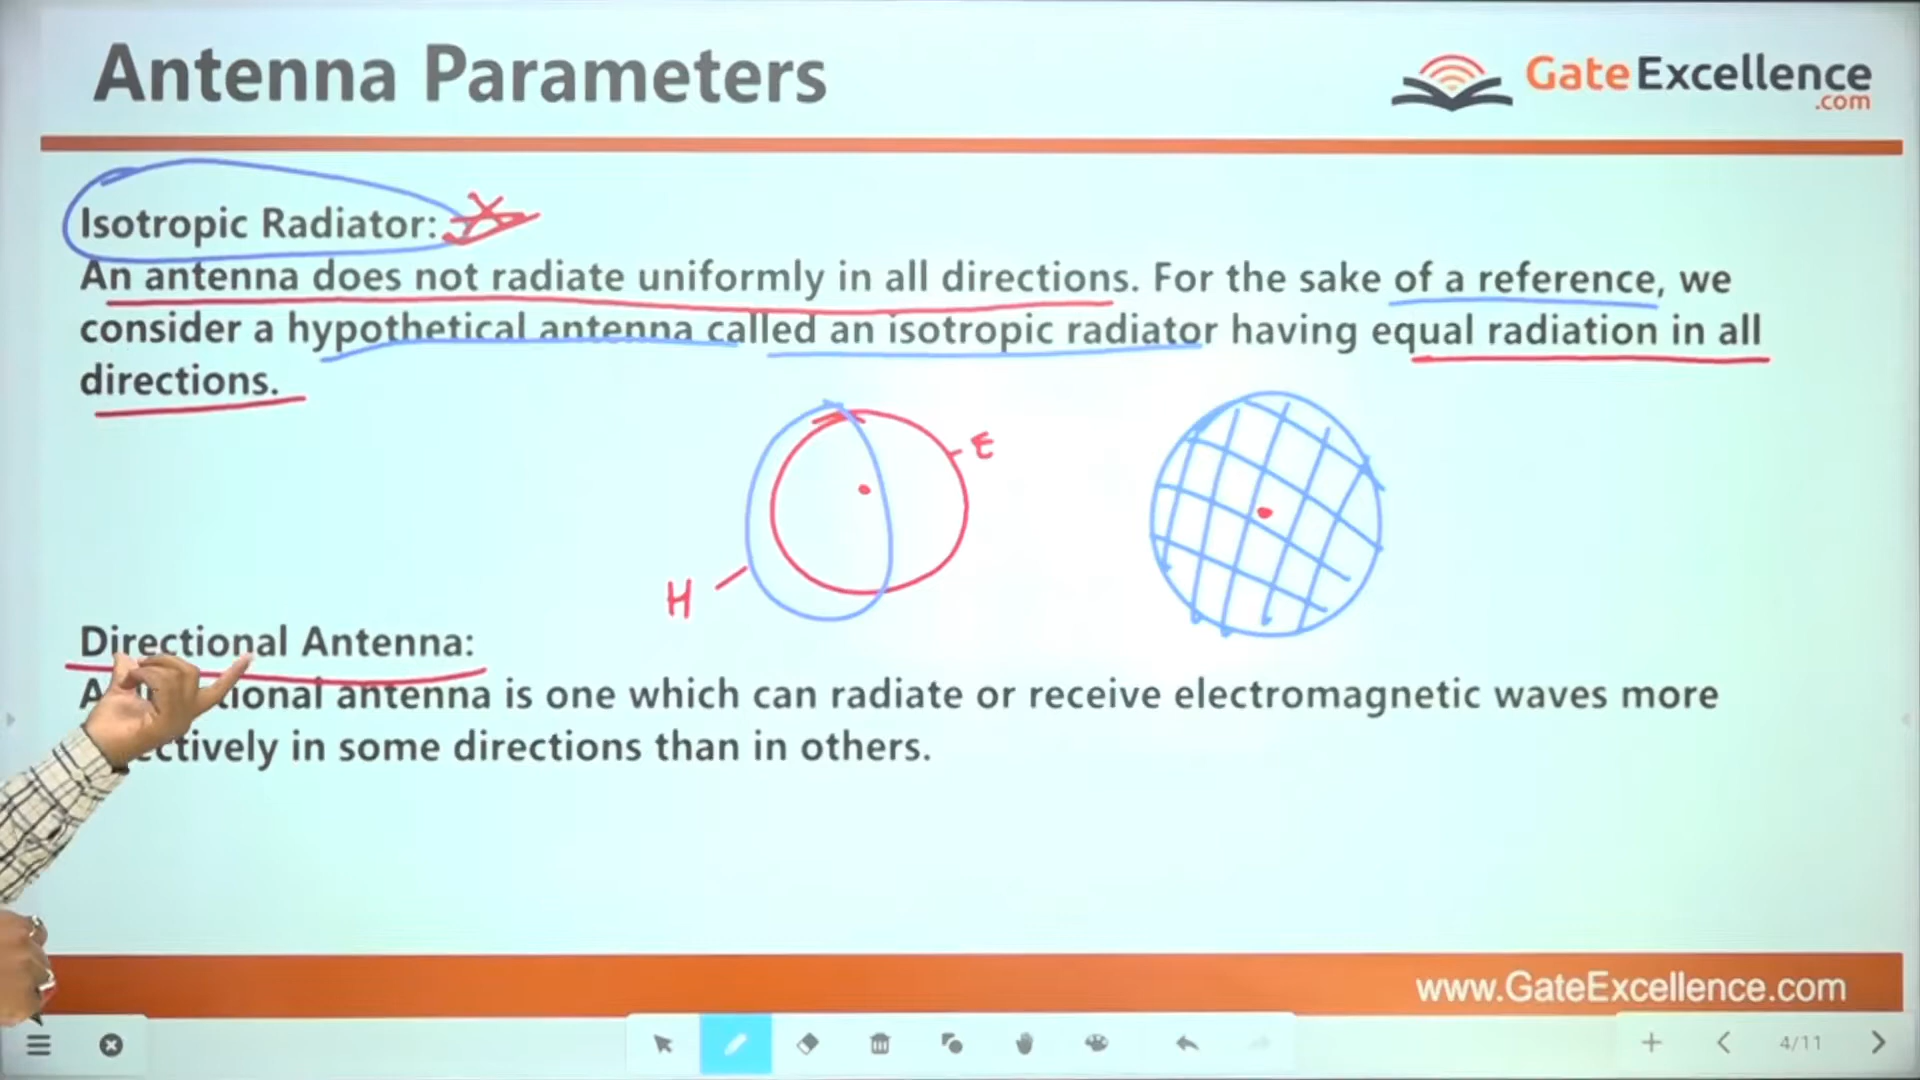 Antenna Parameters
GateExcellence
.com
Isotropic Radiator:
An antenna does not radiate uniformly in all directions. For the sake of a reference, we
consider a hypothetical antenna called an isotropic radiator having equal radiation in all
directions.
E
H
Directional Antenna:
antenna is one which can radiate or receive electromagnetic waves more
in some directions than in others.
www.GateExcellence.com
4/11